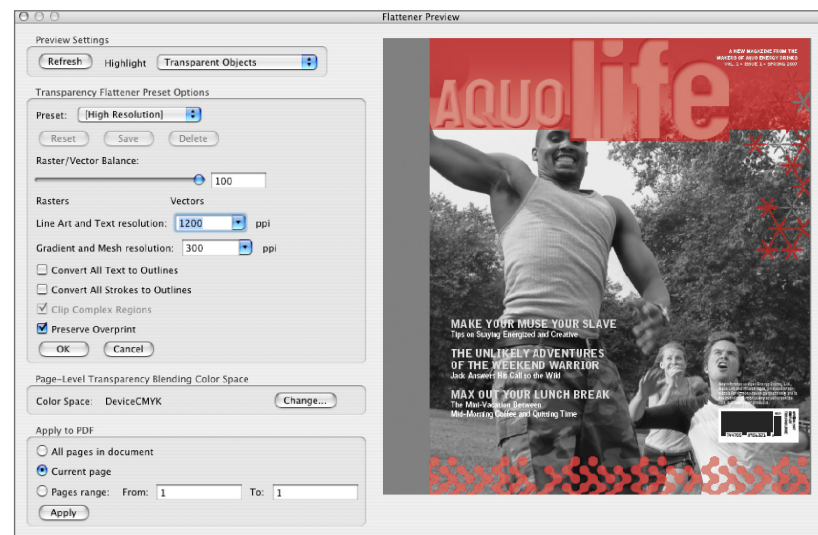 Flattener Preview
Preview Settings
Refresh Highlight Transparent Objects
Transparency Flattener Preset Options
Preset: [High Resolution]
Reset Save Delete
Raster/Vector Balance:
100
Rasters Vectors
Line Art and Text resolution: 1200 ppi
Gradient and Mesh resolution: 300 ppi
Convert All Text to Outlines
Convert All Strokes to Outlines
Clip Complex Regions
Preserve Overprint
OK Cancel
Page-Level Transparency Blending Color Space
Color Space: DeviceCMYK Change...
Apply to PDF
All pages in document
Current page
Pages range: From: 1 To: 1
Apply
A NEW MAGAZINE FROM THE
MAKERS OF AQUO ENERGY DRINKS
VOL. 1 • ISSUE 1 • SPRING 2007
AQUO life
MAKE YOUR MUSE YOUR SLAVE
Tips on Staying Energized and Creative
THE UNLIKELY ADVENTURES
OF THE WEEKEND WARRIOR
Jack Answers His Call to the Wild
MAX OUT YOUR LUNCH BREAK
The Mini-Vacation Between
Mid-Morning Coffee and Quitting Time